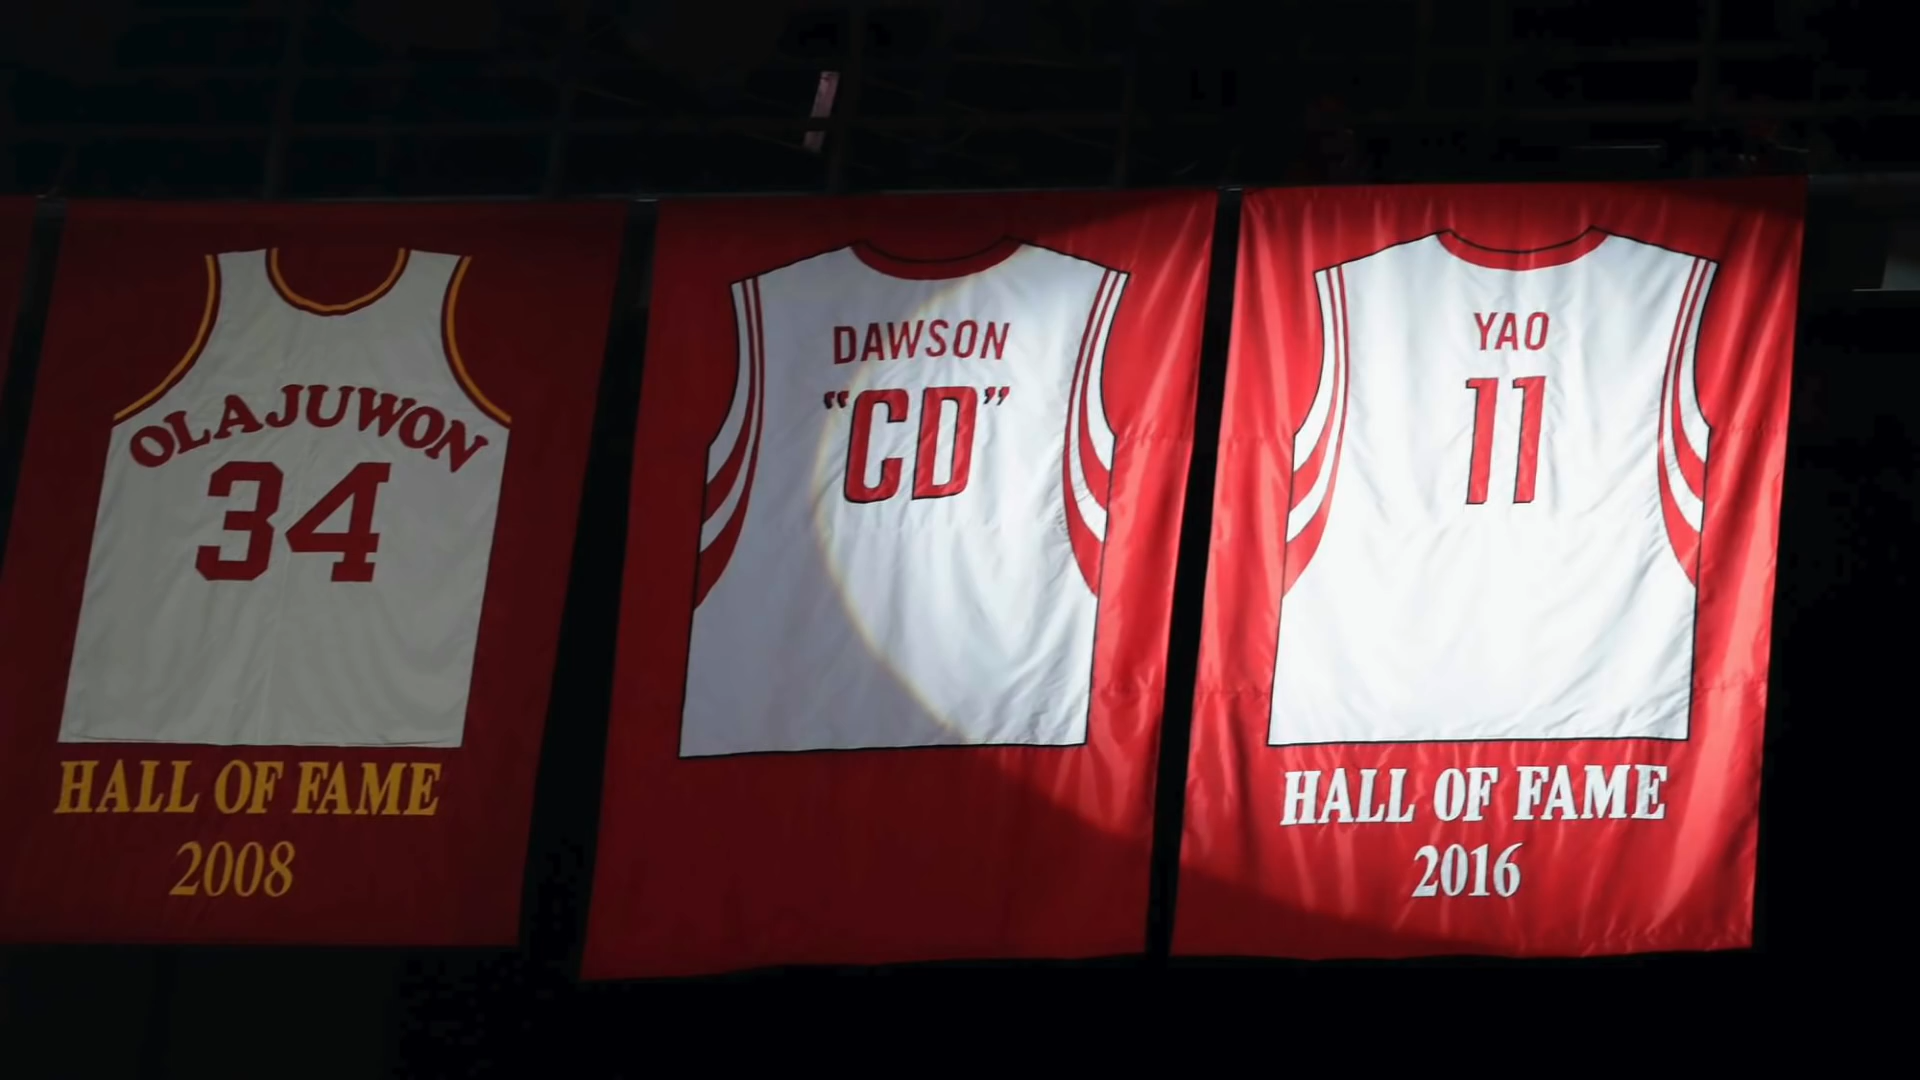 OLAJUWON
34
HALL OF FAME
2008
DAWSON
“CD”
YAO
11
HALL OF FAME
2016